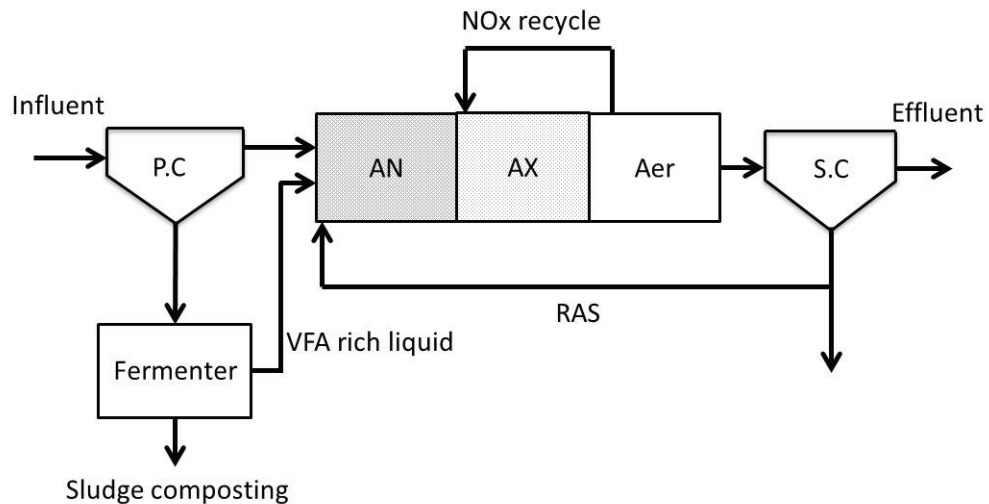 NOx recycle
Influent
Effluent
P.C
AN
AX
Aer
S.C
RAS
VFA rich liquid
Fermenter
Sludge composting